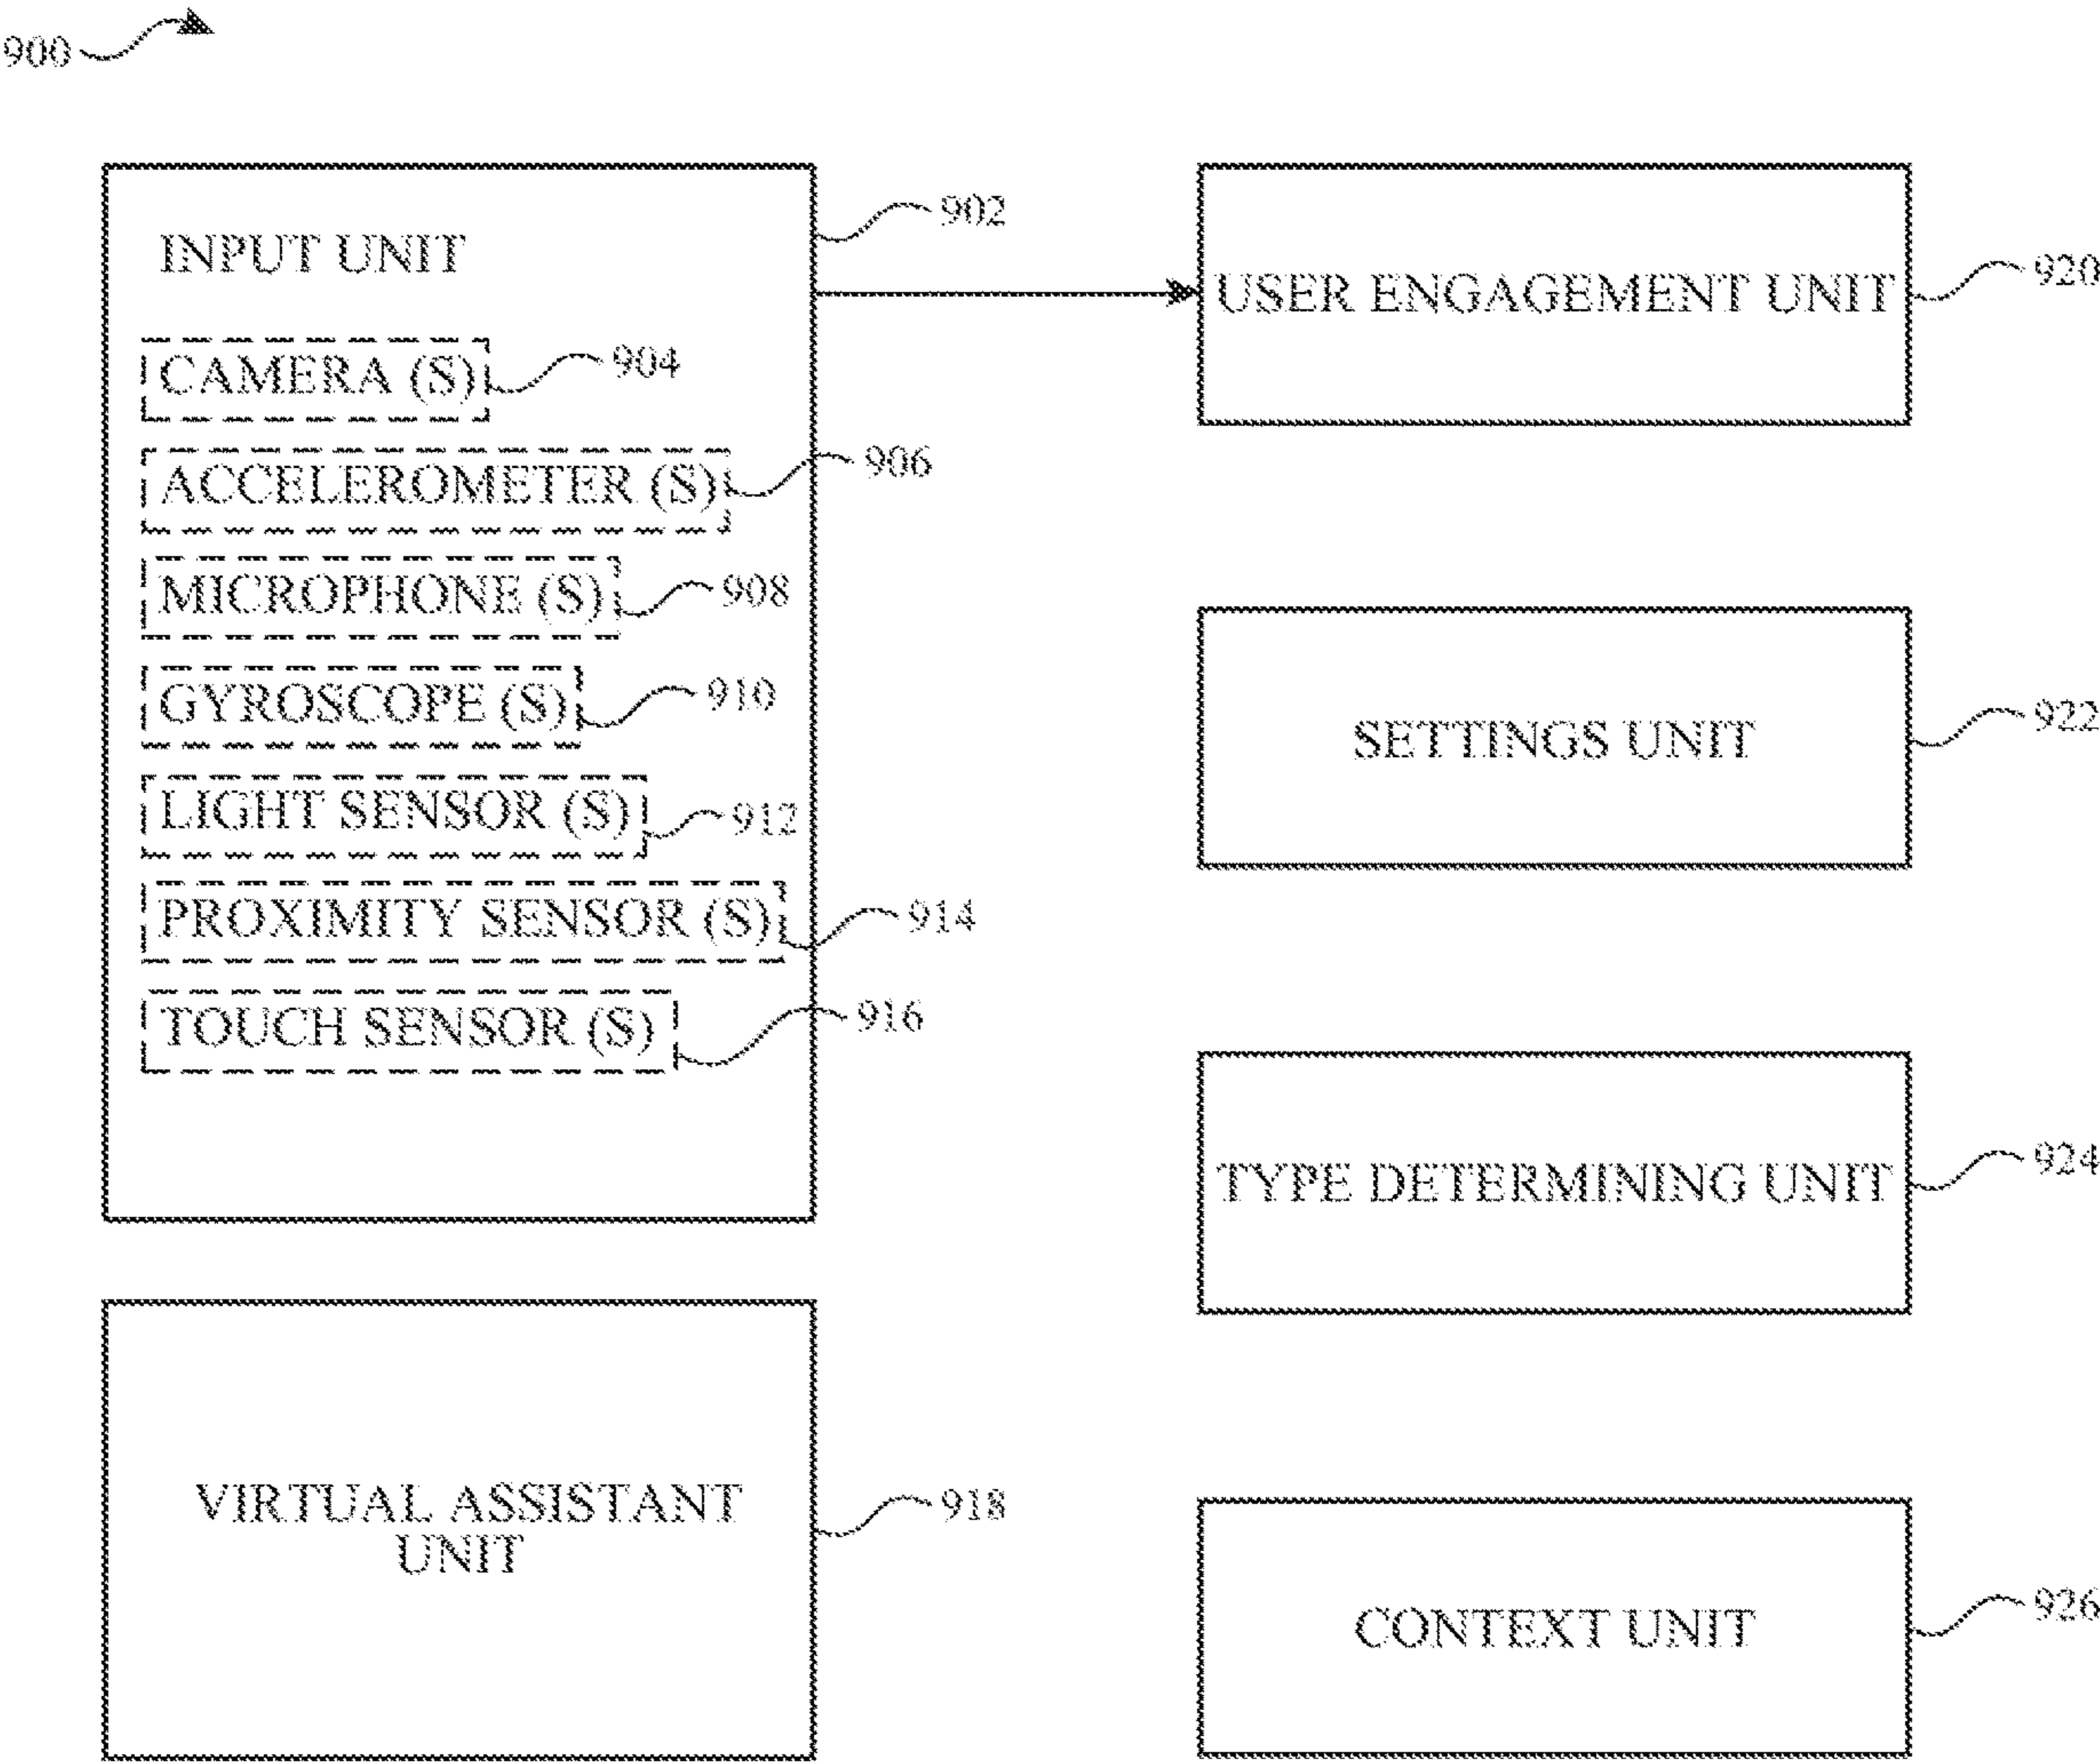 900
INPUT UNIT
902
CAMERA (S)
904
ACCELEROMETER (S)
906
MICROPHONE (S)
908
GYROSCOPE (S)
910
LIGHT SENSOR (S)
912
PROXIMITY SENSOR (S)
914
TOUCH SENSOR (S)
916
VIRTUAL ASSISTANT
UNIT
918
USER ENGAGEMENT UNIT
920
SETTINGS UNIT
922
TYPE DETERMINING UNIT
924
CONTEXT UNIT
926